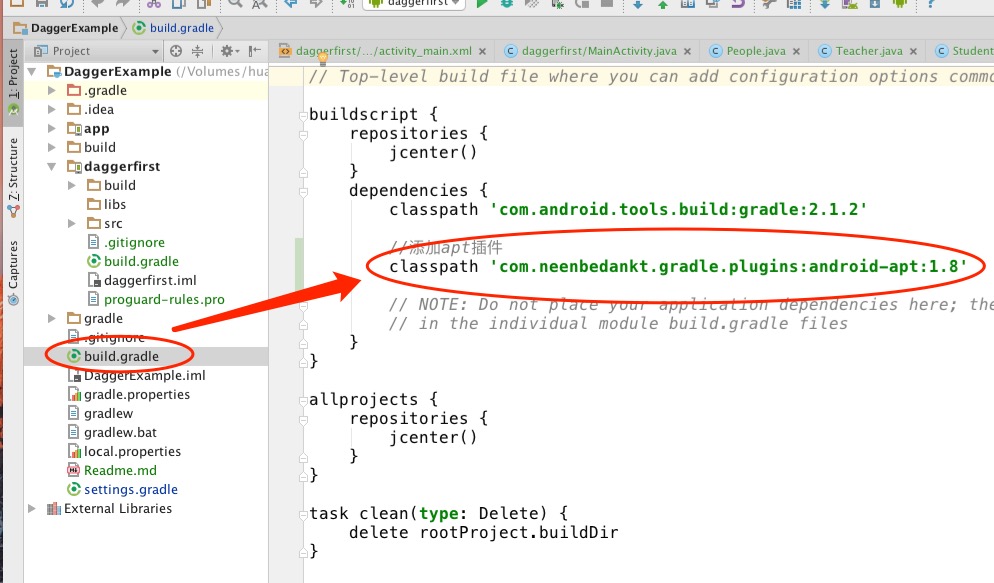 daggerfirst
DaggerExample
build.gradle
1: Project
Z: Structure
Captures
Project
DaggerExample (/Volumes/hua
.gradle
.idea
app
build
daggerfirst
build
libs
src
.gitignore
build.gradle
daggerfirst.iml
proguard-rules.pro
gradle
.gitignore
build.gradle
DaggerExample.iml
gradle.properties
gradlew
gradlew.bat
local.properties
Readme.md
settings.gradle
External Libraries
daggerfirst/.../activity_main.xml
daggerfirst/MainActivity.java
People.java
Teacher.java
Student
// Top-level build file where you can add configuration options commo
buildscript {
repositories {
jcenter()
}
dependencies {
classpath 'com.android.tools.build:gradle:2.1.2'
//添加apt插件
classpath 'com.neenbedankt.gradle.plugins:android-apt:1.8'
// NOTE: Do not place your application dependencies here; the
// in the individual module build.gradle files
}
}
allprojects {
repositories {
jcenter()
}
}
task clean(type: Delete) {
delete rootProject.buildDir
}